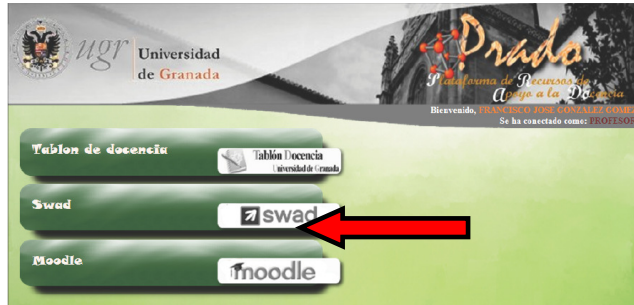 ugr
Universidad
de Granada
Prado
Plataforma de Recursos de
Apoyo a la Docencia
Bienvenido, FRANCISCO JOSE GONZALEZ GOMEZ
Se ha conectado como: PROFESOR
Tablon de docencia
Tablón Docencia
Universidad de Granada
Swad
swad
Moodle
moodle